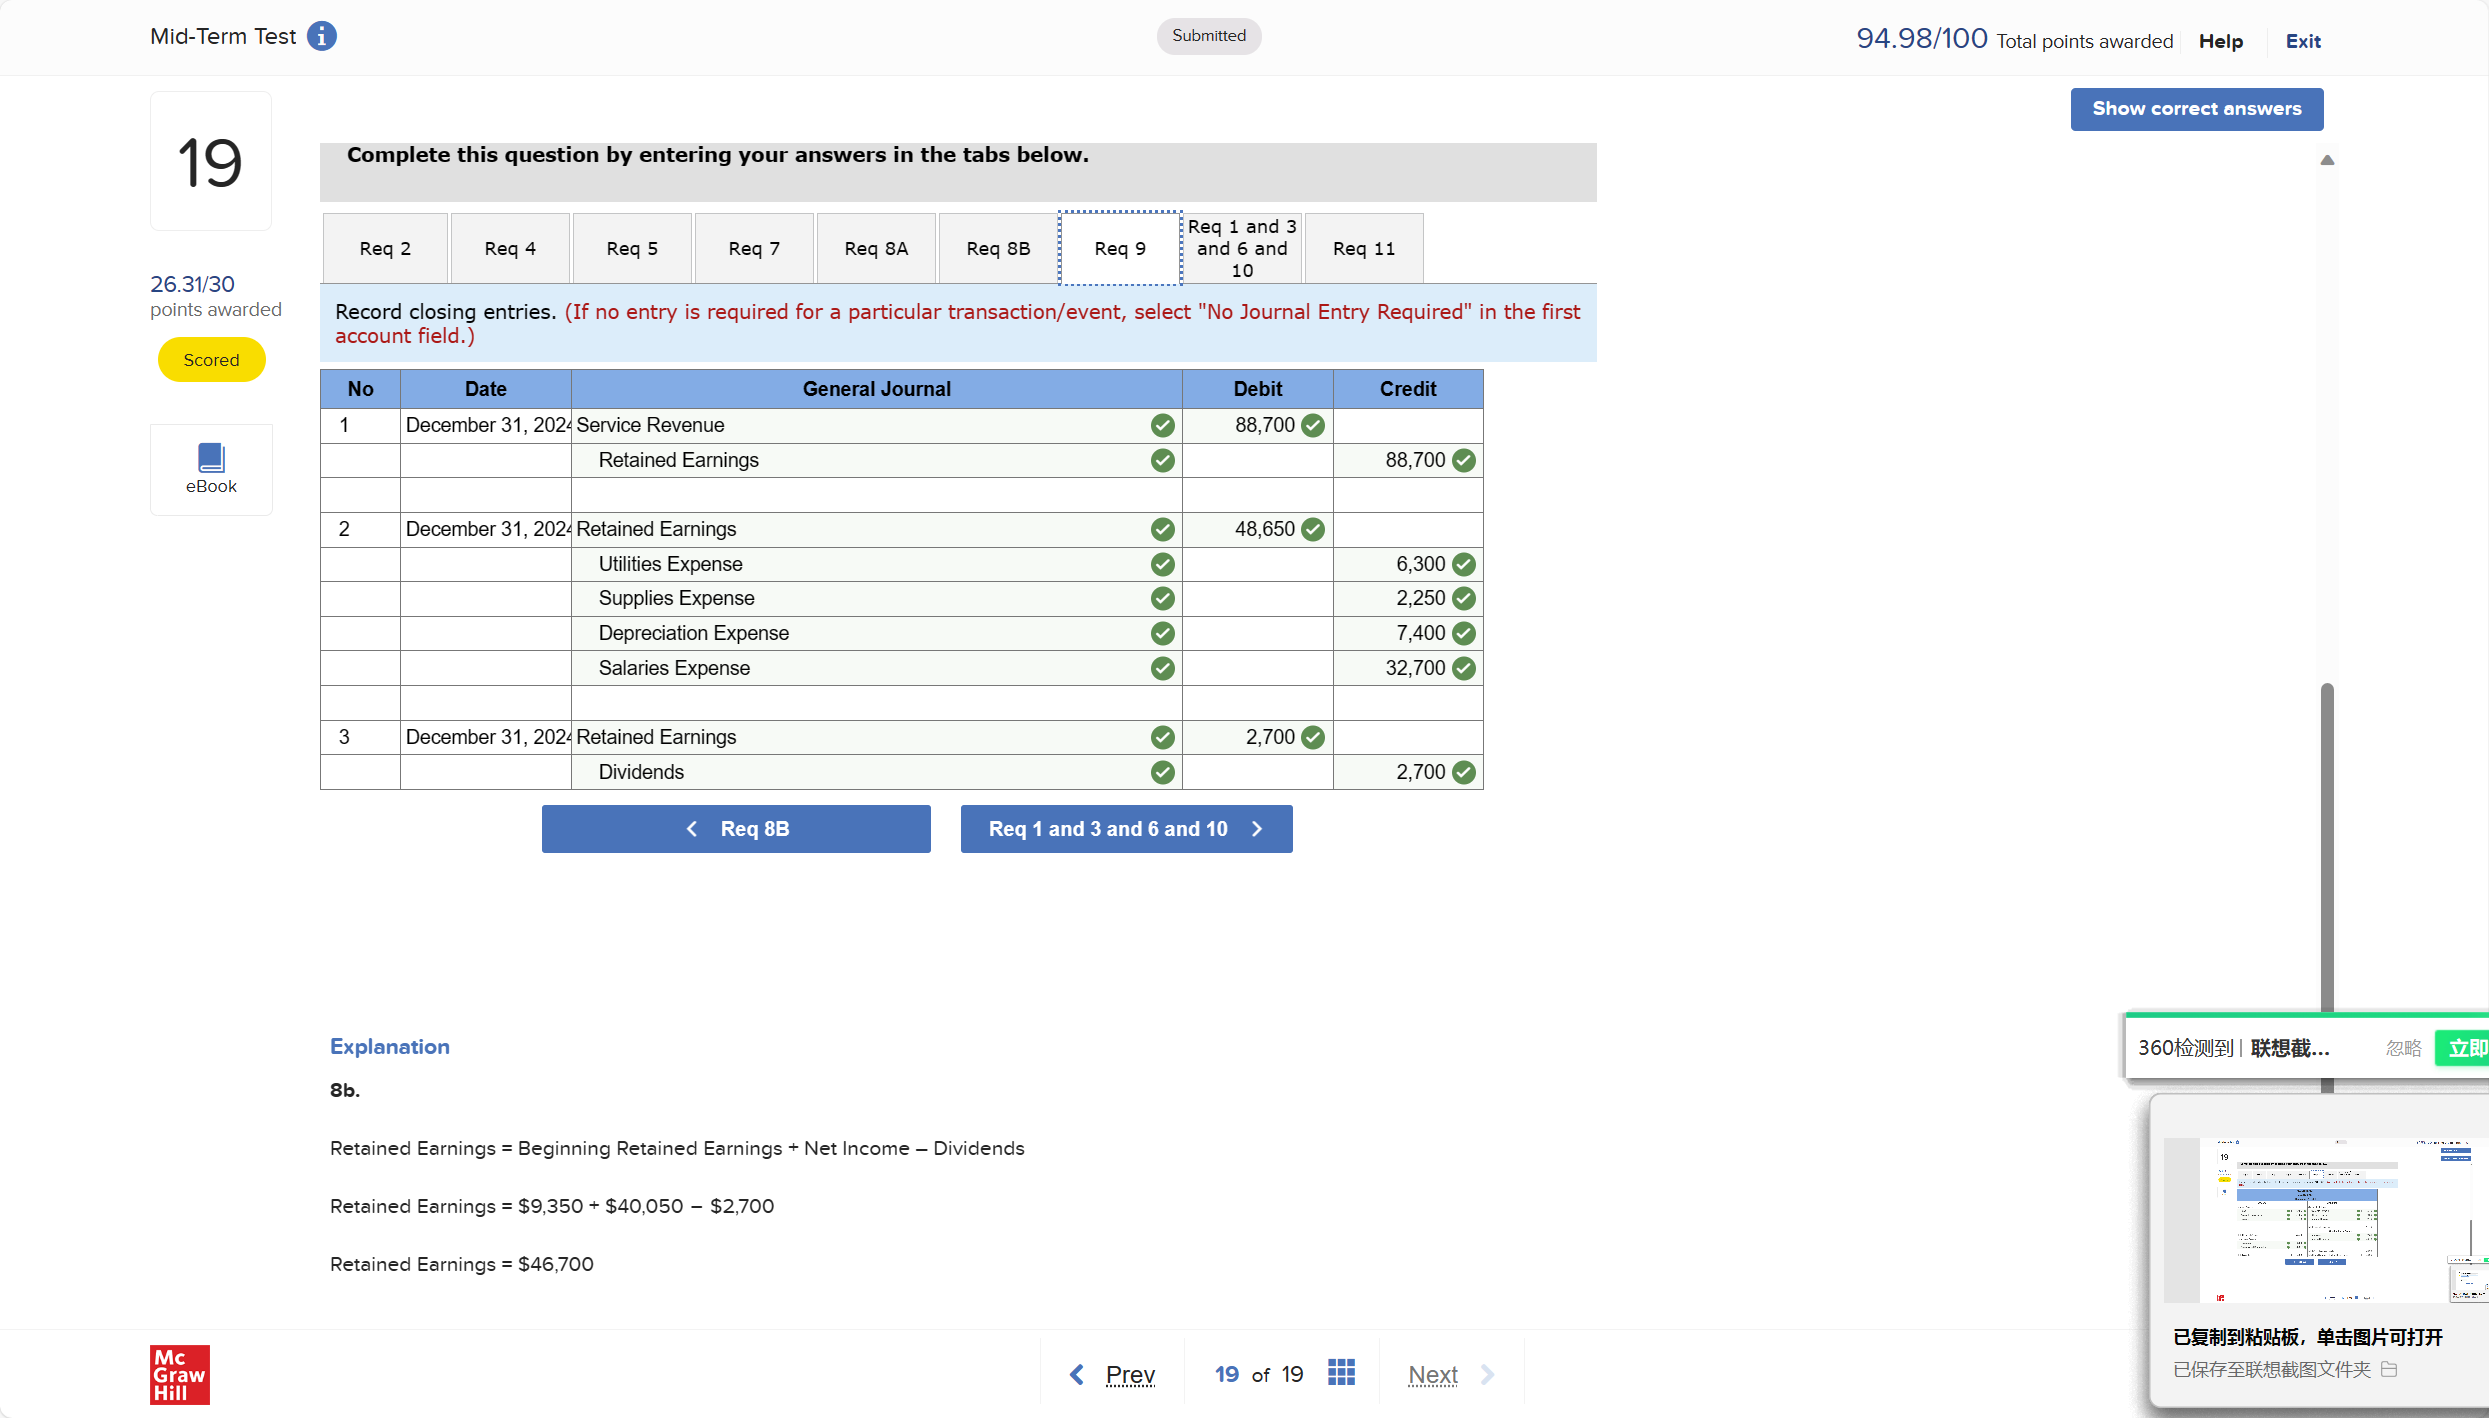 Mid-Term Test
Submitted
94.98/100 Total points awarded
Help
Exit
Show correct answers
19
26.31/30
points awarded
Scored
eBook
Complete this question by entering your answers in the tabs below.
Req 2
Req 4
Req 5
Req 7
Req 8A
Req 8B
Req 9
Req 1 and 3
and 6 and
10
Req 11
Record closing entries. (If no entry is required for a particular transaction/event, select "No Journal Entry Required" in the first
account field.)
No Date General Journal Debit Credit
1 December 31, 2024 Service Revenue 88,700
Retained Earnings 88,700
2 December 31, 2024 Retained Earnings 48,650
Utilities Expense 6,300
Supplies Expense 2,250
Depreciation Expense 7,400
Salaries Expense 32,700
3 December 31, 2024 Retained Earnings 2,700
Dividends 2,700
Req 8B
Req 1 and 3 and 6 and 10
Explanation
8b.
Retained Earnings = Beginning Retained Earnings + Net Income – Dividends
Retained Earnings = $9,350 + $40,050 – $2,700
Retained Earnings = $46,700
360检测到 | 联想截... 忽略 立即
19
已复制到粘贴板，单击图片可打开
已保存至联想截图文件夹
Mc
Graw
Hill
Prev
19 of 19
Next